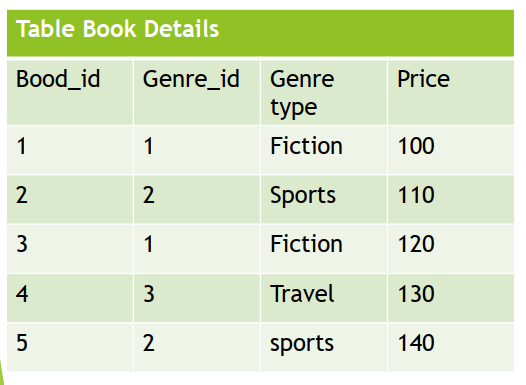 Table Book Details
Bood_id Genre_id Genre type Price
1 1 Fiction 100
2 2 Sports 110
3 1 Fiction 120
4 3 Travel 130
5 2 sports 140